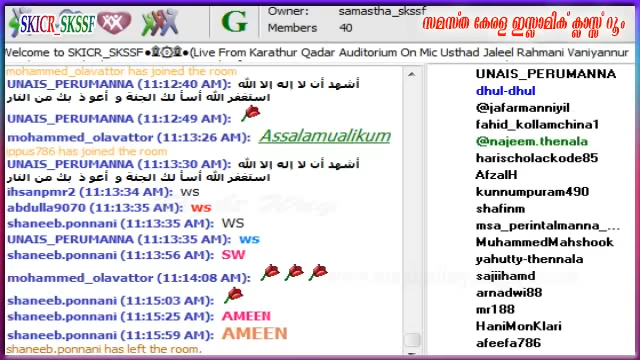 SKICR_SKSSF
G
Owner samastha_skssf
Members 40
സമസ്ത കേരള ഇസ്ലാമിക് ക്ലാസ്സ് റൂം
Welcome to SKICR_SKSSF●۩۞۩●(Live From Karathur Qadar Auditorium On Mic Usthad Jaleel Rahmani Vaniyannur
mohammed_olavattor has joined the room
UNAIS_PERUMANNA (11:12:40 AM): أشهد أن لا إله إلا الله
استغفر الله أسأ لك الجنة و أعوذ بك من النار
UNAIS_PERUMANNA (11:12:49 AM):
mohammed_olavattor (11:13:26 AM): Assalamualikum
ippus786 has joined the room
UNAIS_PERUMANNA (11:13:30 AM): أشهد أن لا إله إلا الله
استغفر الله أسأ لك الجنة و أعوذ بك من النار
ihsanpmr2 (11:13:34 AM): ws
abdulla9070 (11:13:35 AM): ws
shaneeb.ponnani (11:13:35 AM): WS
UNAIS_PERUMANNA (11:13:35 AM): ws
shaneeb.ponnani (11:13:56 AM): SW
mohammed_olavattor (11:14:08 AM):
shaneeb.ponnani (11:15:03 AM):
shaneeb.ponnani (11:15:25 AM): AMEEN
shaneeb.ponnani (11:15:59 AM): AMEEN
shaneeb.ponnani has left the room.
UNAIS_PERUMANNA
dhul-dhul
@jafarmanniyil
fahid_kollamchina1
@najeem.thenala
harischolackode85
AfzalH
kunnumpuram490
shafinm
msa_perintalmanna_...
MuhammedMahshook
yahutty-thennala
sajiihamd
arnadwi88
mr188
HaniMonKlari
afeefa786